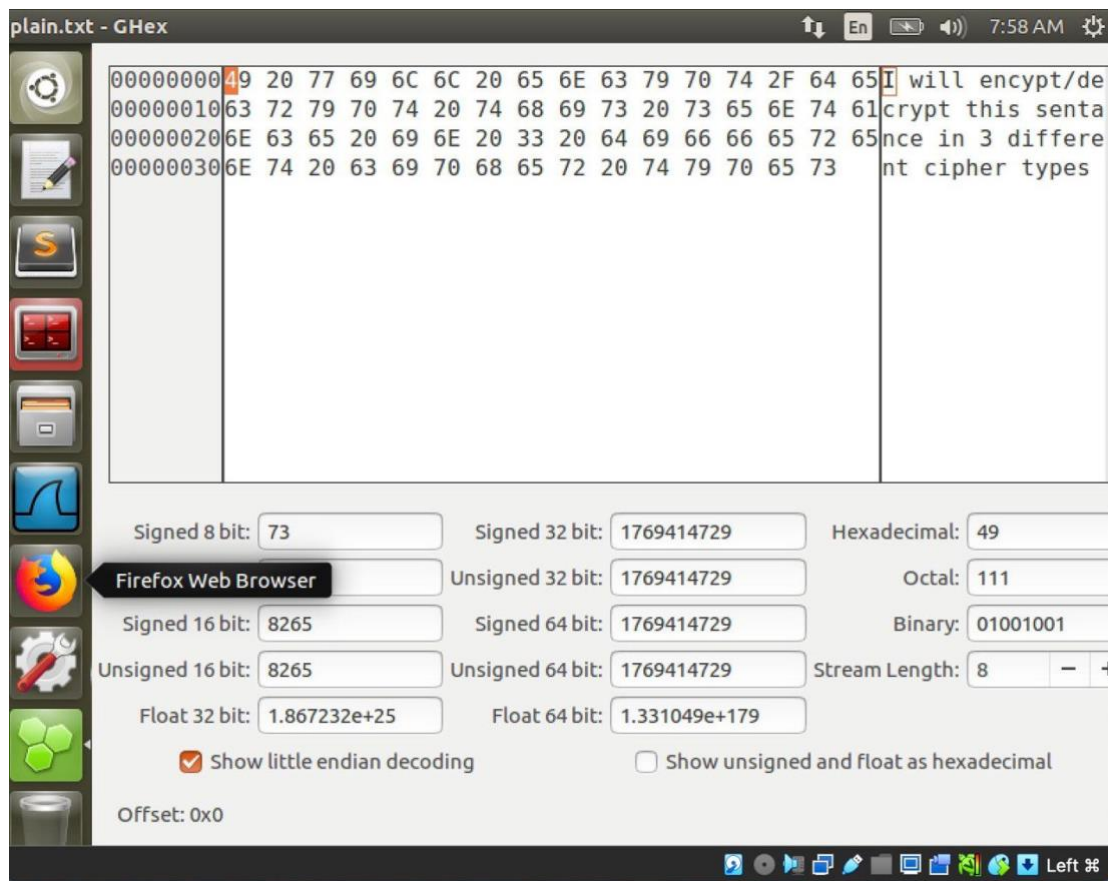 plain.txt - GHex En 7:58 AM
00000000 49 20 77 69 6C 6C 20 65 6E 63 79 70 74 2F 64 65 I will encypt/de
00000010 63 72 79 70 74 20 74 68 69 73 20 73 65 6E 74 61 crypt this senta
00000020 6E 63 65 20 69 6E 20 33 20 64 69 66 66 65 72 65 nce in 3 differe
00000030 6E 74 20 63 69 70 68 65 72 20 74 79 70 65 73 nt cipher types
Signed 8 bit: 73 Signed 32 bit: 1769414729 Hexadecimal: 49
Firefox Web Browser Unsigned 32 bit: 1769414729 Octal: 111
Signed 16 bit: 8265 Signed 64 bit: 1769414729 Binary: 01001001
Unsigned 16 bit: 8265 Unsigned 64 bit: 1769414729 Stream Length: 8 − +
Float 32 bit: 1.867232e+25 Float 64 bit: 1.331049e+179
Show little endian decoding Show unsigned and float as hexadecimal
Offset: 0x0
Left ⌘